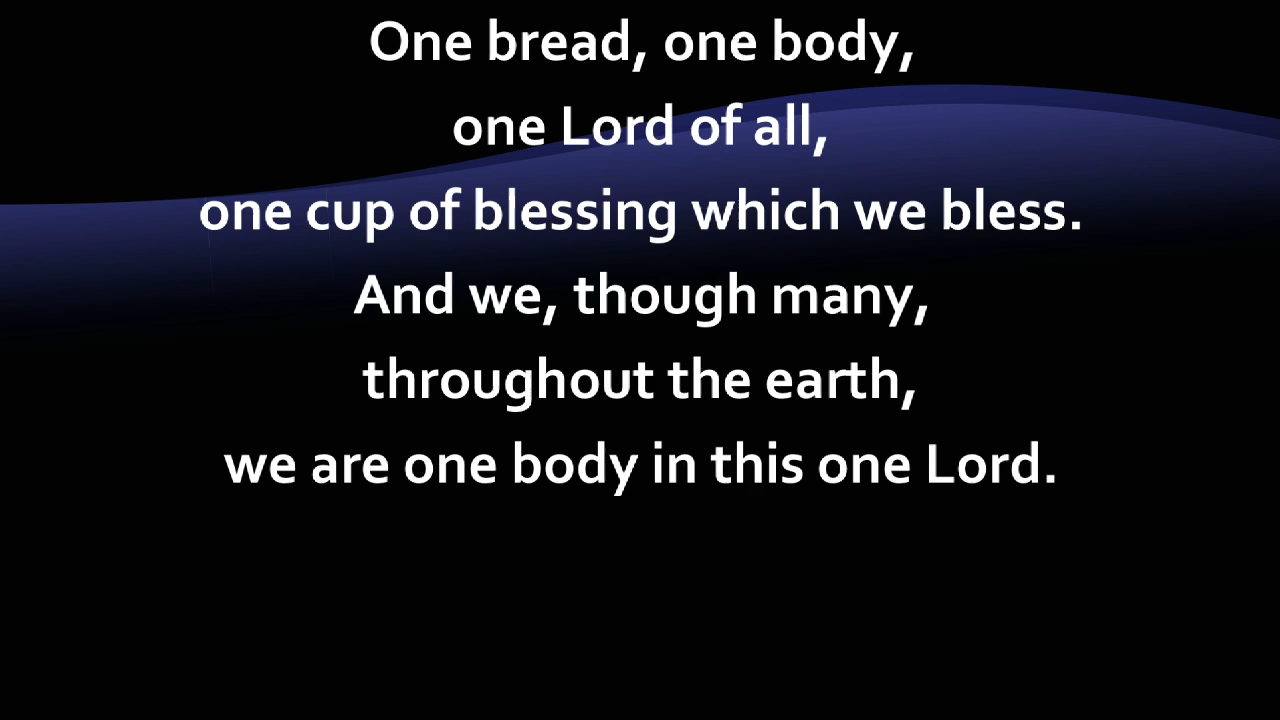 One bread, one body,
one Lord of all,
one cup of blessing which we bless.
And we, though many,
throughout the earth,
we are one body in this one Lord.